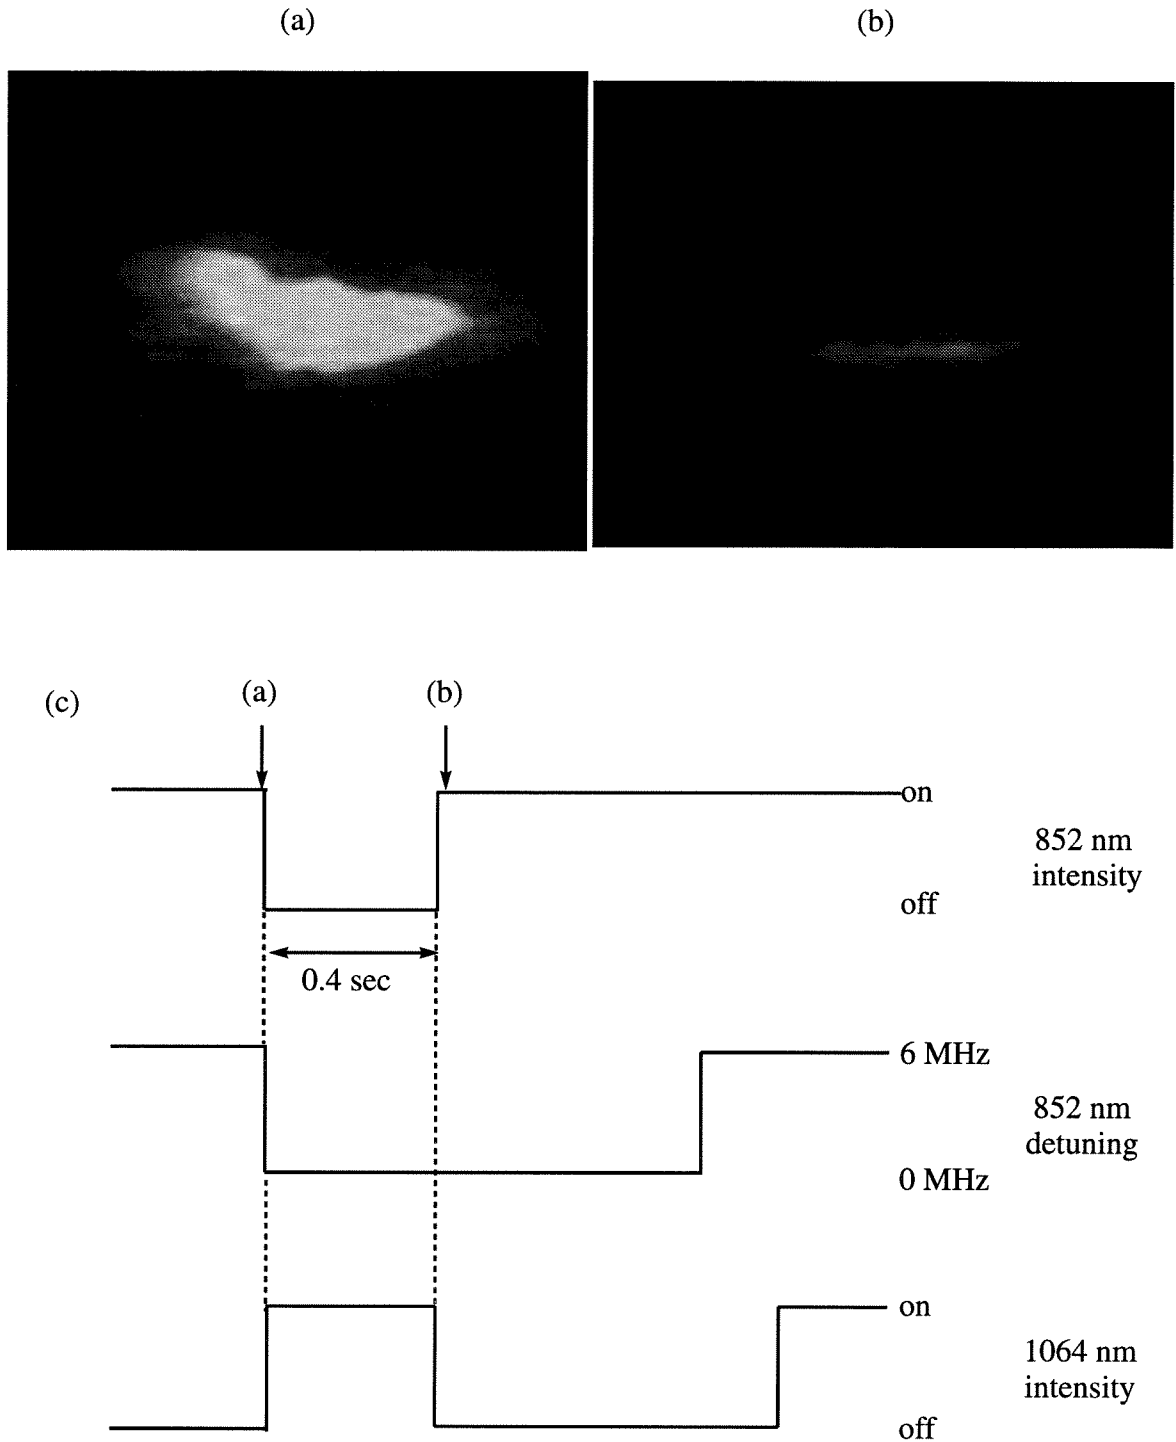 (a)
(b)
(c)
(a)
(b)
on
852 nm
intensity
off
0.4 sec
6 MHz
852 nm
detuning
0 MHz
on
1064 nm
intensity
off